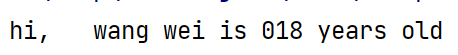 hi,   wang wei is 018 years old